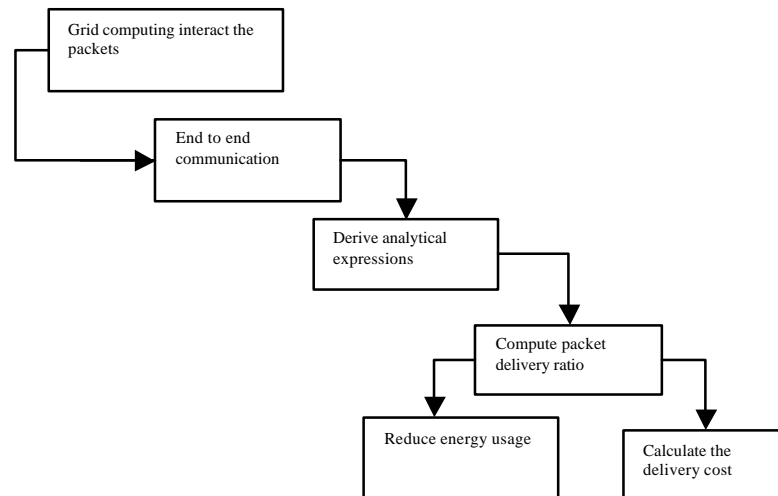 Grid computing interact the
packets
End to end
communication
Derive analytical
expressions
Compute packet
delivery ratio
Reduce energy usage
Calculate the
delivery cost